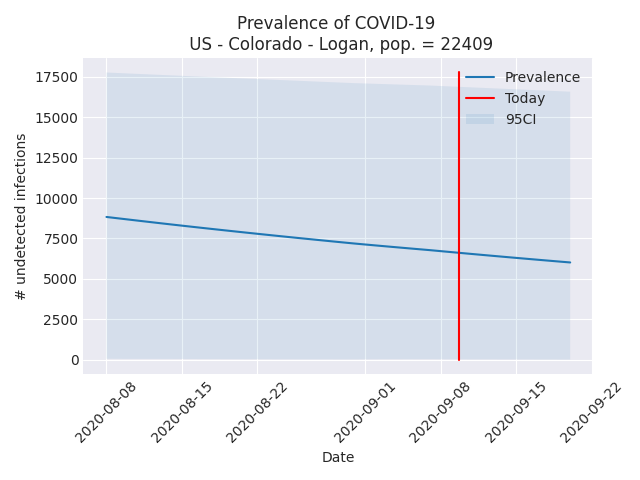 Prevalence of COVID-19
US - Colorado - Logan, pop. = 22409
Prevalence
Today
95CI
# undetected infections
17500
15000
12500
10000
7500
5000
2500
0
2020-08-08
2020-08-15
2020-08-22
2020-09-01
2020-09-08
2020-09-15
2020-09-22
Date